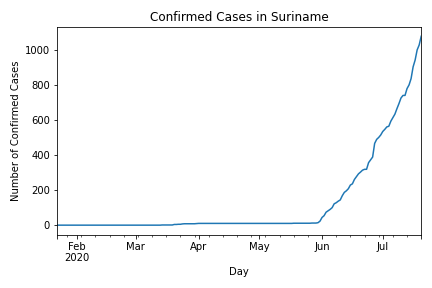 Confirmed Cases in Suriname
Number of Confirmed Cases
1000
800
600
400
200
0
Feb Mar Apr May Jun Jul
2020
Day